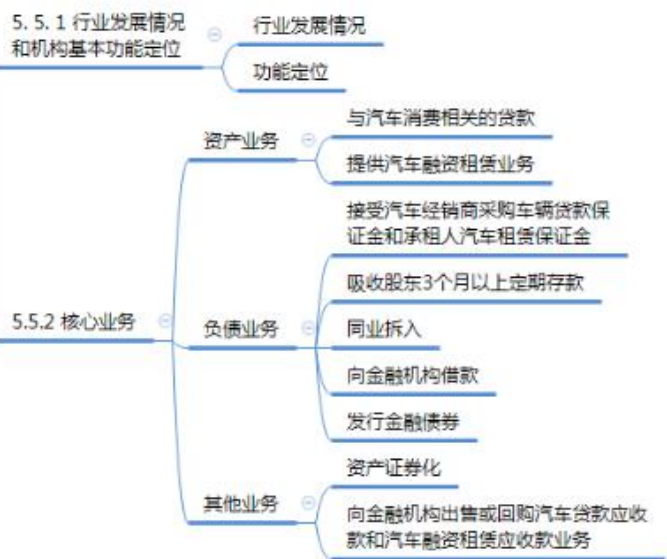 5. 5. 1 行业发展情况
和机构基本功能定位
行业发展情况
功能定位
5.5.2 核心业务
资产业务
与汽车消费相关的贷款
提供汽车融资租赁业务
负债业务
接受汽车经销商采购车辆贷款保
证金和承租人汽车租赁保证金
吸收股东3个月以上定期存款
同业拆入
向金融机构借款
发行金融债券
其他业务
资产证券化
向金融机构出售或回购汽车贷款应收
款和汽车融资租赁应收款业务